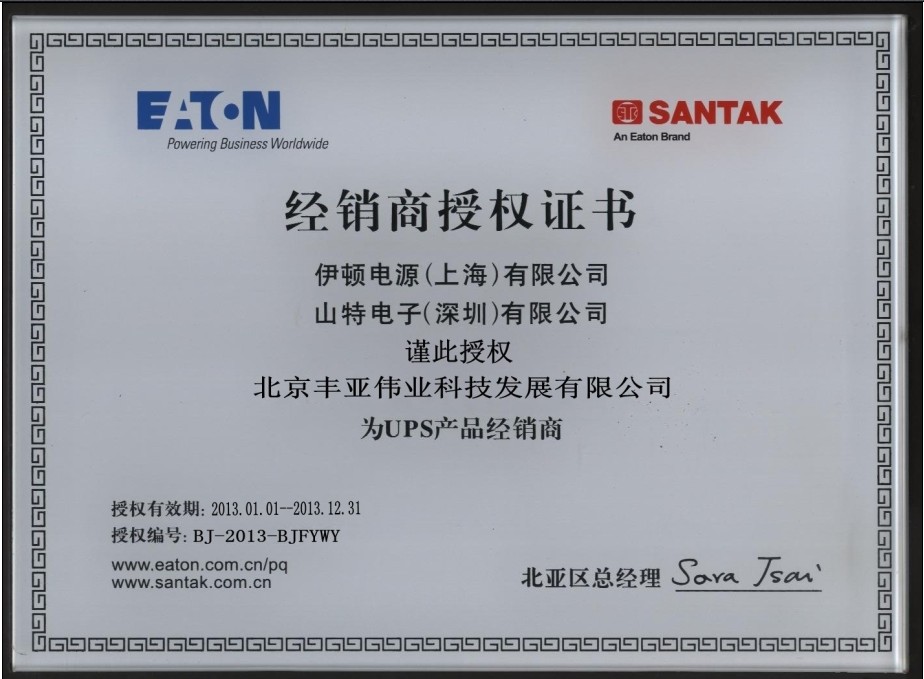 EATON
Powering Business Worldwide
SANTAK
An Eaton Brand
经销商授权证书
伊顿电源(上海)有限公司
山特电子(深圳)有限公司
谨此授权
北京丰亚伟业科技发展有限公司
为UPS产品经销商
授权有效期: 2013.01.01--2013.12.31
授权编号: BJ-2013-BJFYWY
www.eaton.com.cn/pq
www.santak.com.cn
北亚区总经理 Sara Tsai